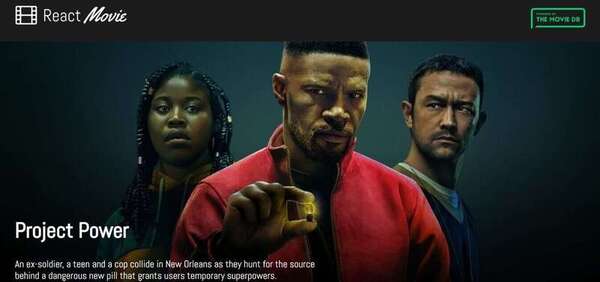 React Movie
POWERED BY
THE MOVIE DB
Project Power
An ex-soldier, a teen and a cop collide in New Orleans as they hunt for the source
behind a dangerous new pill that grants users temporary superpowers.